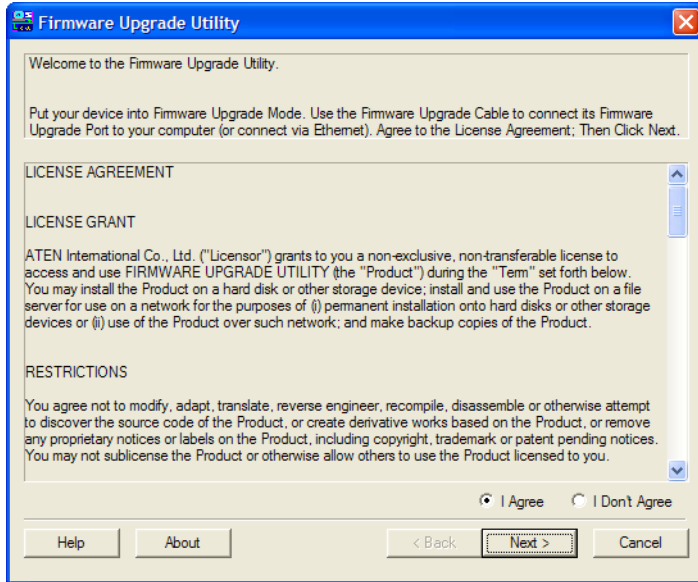 Firmware Upgrade Utility
Welcome to the Firmware Upgrade Utility.
Put your device into Firmware Upgrade Mode. Use the Firmware Upgrade Cable to connect its Firmware
Upgrade Port to your computer (or connect via Ethernet). Agree to the License Agreement; Then Click Next.
LICENSE AGREEMENT
LICENSE GRANT
ATEN International Co., Ltd. ("Licensor") grants to you a non-exclusive, non-transferable license to
access and use FIRMWARE UPGRADE UTILITY (the "Product") during the "Term" set forth below.
You may install the Product on a hard disk or other storage device; install and use the Product on a file
server for use on a network for the purposes of (i) permanent installation onto hard disks or other storage
devices or (ii) use of the Product over such network; and make backup copies of the Product.
RESTRICTIONS
You agree not to modify, adapt, translate, reverse engineer, recompile, disassemble or otherwise attempt
to discover the source code of the Product, or create derivative works based on the Product, or remove
any proprietary notices or labels on the Product, including copyright, trademark or patent pending notices.
You may not sublicense the Product or otherwise allow others to use the Product licensed to you.
I Agree I Don't Agree
Help About < Back Next > Cancel